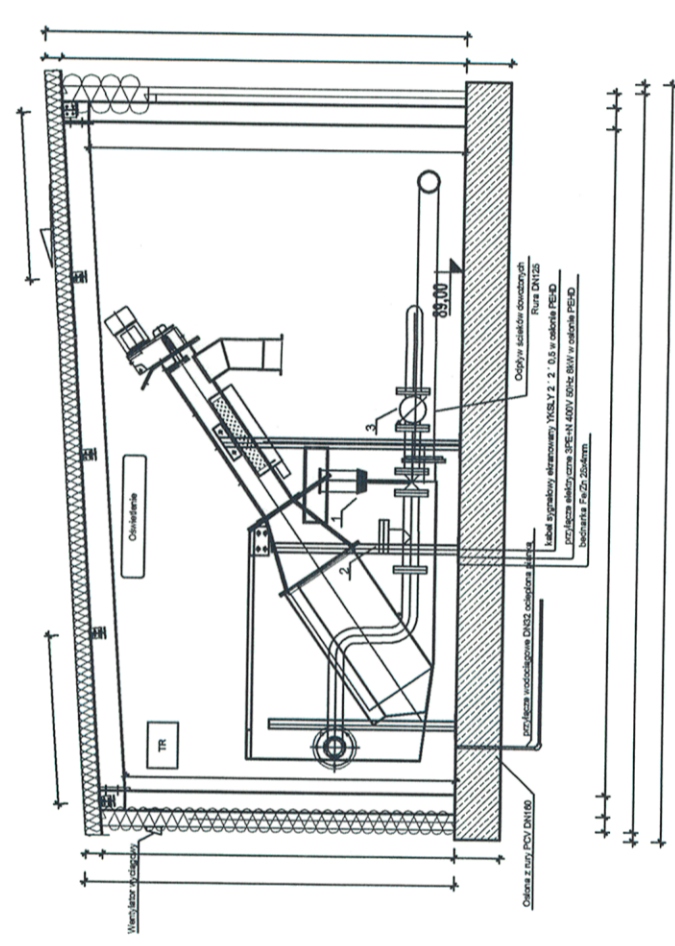 Oświetlenie
TR
Wentylator wyciągowy
1
2
3
89,00
Odpływ ścieków dowożonych
Rura DN125
kabel sygnałowy ekranowany YKSLY 2 * 2 * 0,5 w osłonie PEHD
przyłącze elektryczne 3PE+N 400V 50Hz 8kW w osłonie PEHD
bednarka Fe/Zn 25x4mm
przyłącze wodociągowe DN32 ocieplona pianką
Osłona z rury PCV DN160